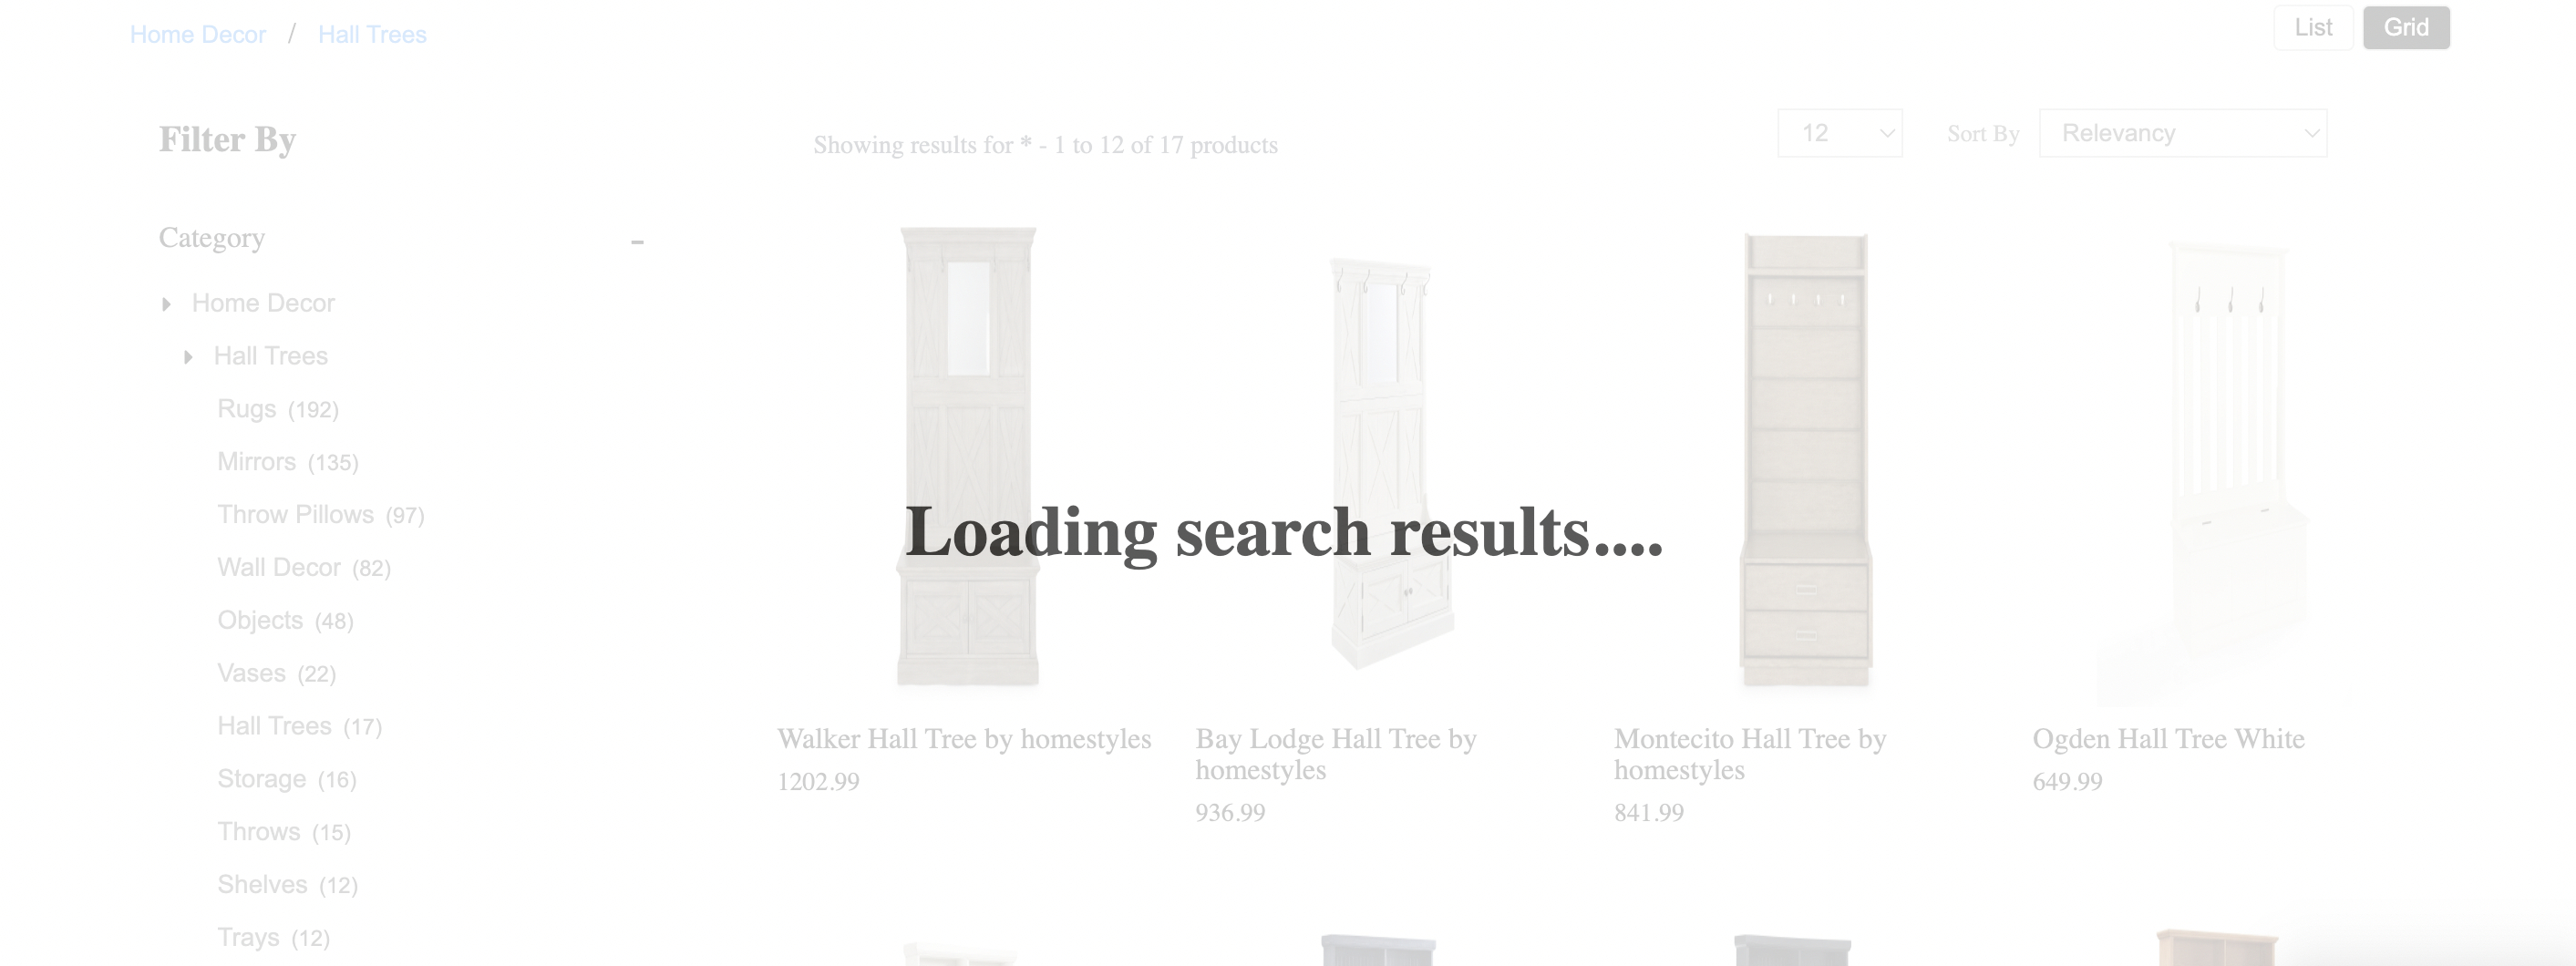 Home Decor / Hall Trees
List Grid
Filter By
Showing results for * - 1 to 12 of 17 products
12
Sort By
Relevancy
Category -
Home Decor
Hall Trees
Rugs (192)
Mirrors (135)
Throw Pillows (97)
Wall Decor (82)
Objects (48)
Vases (22)
Hall Trees (17)
Storage (16)
Throws (15)
Shelves (12)
Trays (12)
Loading search results....
Walker Hall Tree by homestyles
1202.99
Bay Lodge Hall Tree by
homestyles
936.99
Montecito Hall Tree by
homestyles
841.99
Ogden Hall Tree White
649.99